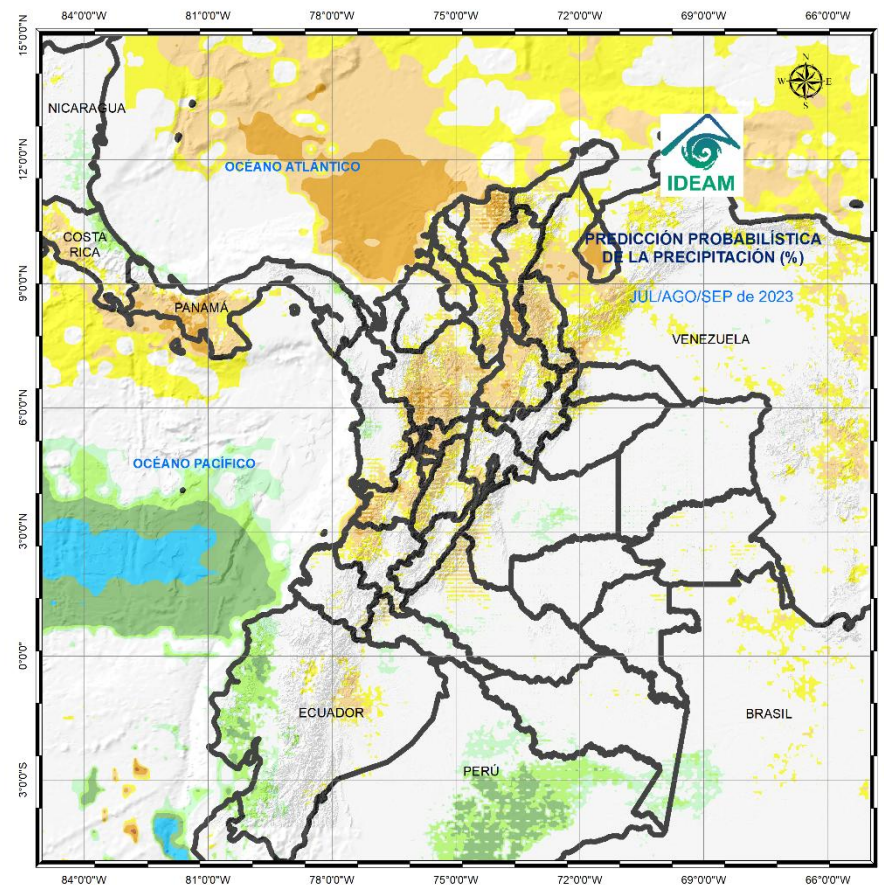 84°0'0"W 81°0'0"W 78°0'0"W 75°0'0"W 72°0'0"W 69°0'0"W 66°0'0"W
15°0'0"N
N
W E
S
NICARAGUA
12°0'0"N
OCÉANO ATLÁNTICO
IDEAM
COSTA
RICA
PREDICCIÓN PROBABILÍSTICA
DE LA PRECIPITACIÓN (%)
9°0'0"N
JUL/AGO/SEP de 2023
PANAMÁ
VENEZUELA
6°0'0"N
OCÉANO PACÍFICO
3°0'0"N
0°0'0"
ECUADOR
BRASIL
PERÚ
3°0'0"S
84°0'0"W 81°0'0"W 78°0'0"W 75°0'0"W 72°0'0"W 69°0'0"W 66°0'0"W